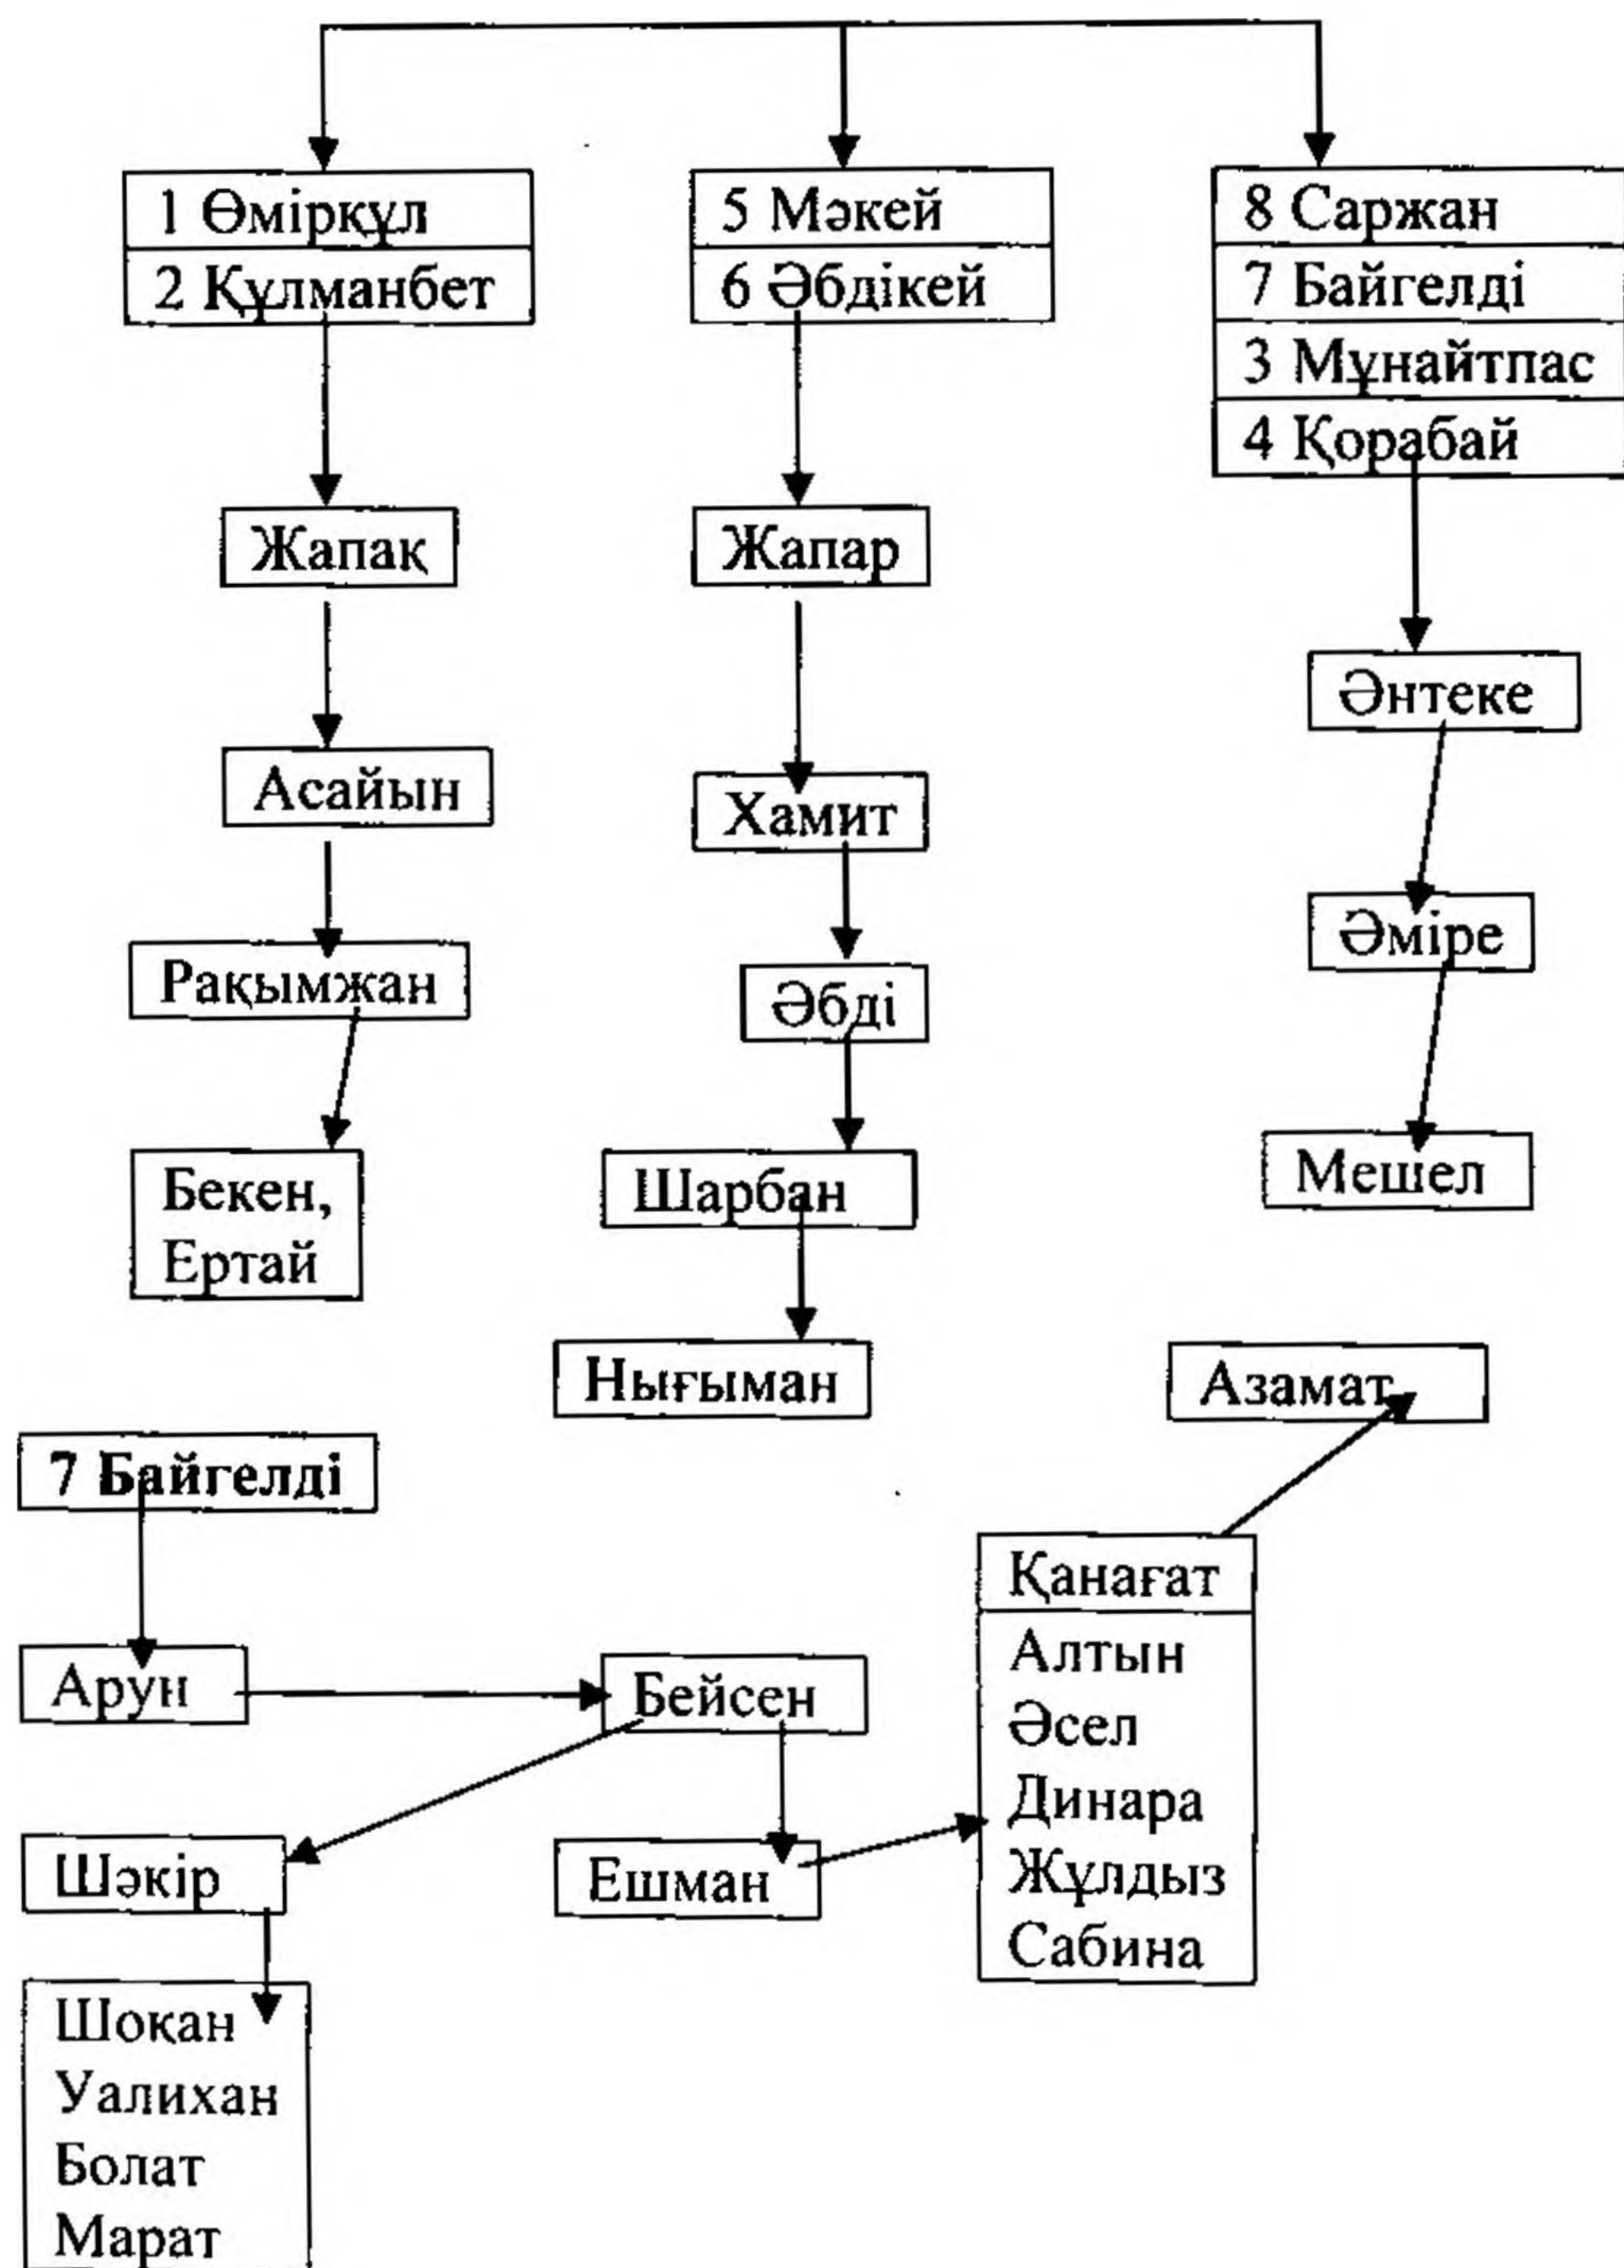 1 Өмірқұл
2 Құлманбет
5 Мәкей
6 Әбдікей
8 Саржан
7 Байгелді
3 Мұнайтпас
4 Қорабай
Жапақ
Асайын
Рақымжан
Бекен,
Ертай
Жапар
Хамит
Әбді
Шарбан
Нығыман
Әнтеке
Әміре
Мешел
7 Байгелді
Арун
Бейсен
Шәкір
Шоқан
Уалихан
Болат
Марат
Ешман
Қанағат
Алтын
Әсел
Динара
Жұлдыз
Сабина
Азамат